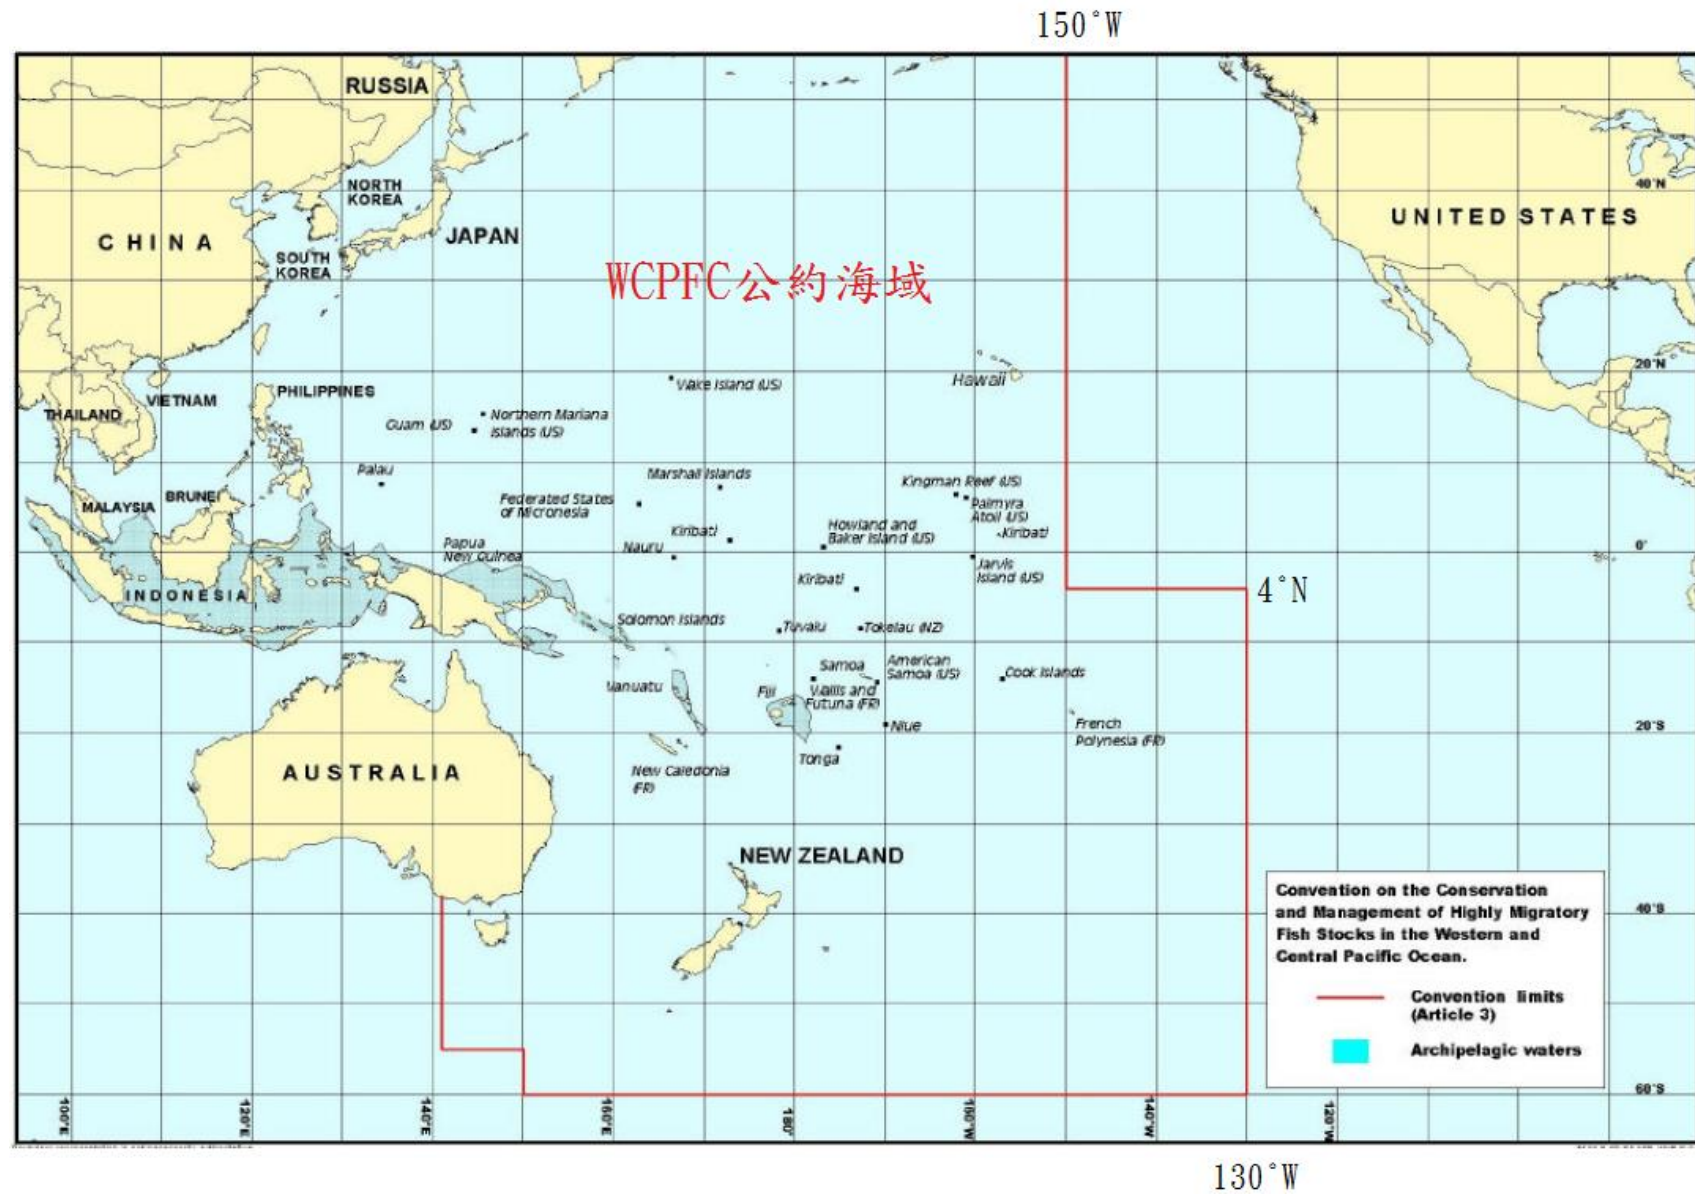 150°W
RUSSIA
NORTH
KOREA
JAPAN
CHINA
SOUTH
KOREA
UNITED STATES
40°N
WCPFC公約海域
20°N
Hawaii
Wake Island (US)
PHILIPPINES
VIETNAM
THAILAND
Guam (US)
Northern Mariana
Islands (US)
Palau
Marshall Islands
Kingman Reef (US)
Palmyra
Atoll (US)
BRUNEI
MALAYSIA
Federated States
of Micronesia
Kiribati
Howland and
Baker Island (US)
Kiribati
Papua
New Guinea
Nauru
0°
Jarvis
Island (US)
Kiribati
INDONESIA
4°N
Solomon Islands
Tuvalu
Tokelau (NZ)
Samoa
American
Samoa (US)
Cook Islands
Vanuatu
Fiji
Wallis and
Futuna (FR)
Niue
French
Polynesia (FR)
20°S
Tonga
AUSTRALIA
New Caledonia
(FR)
NEW ZEALAND
Convention on the Conservation
and Management of Highly Migratory
Fish Stocks in the Western and
Central Pacific Ocean.
40°S
Convention limits
(Article 3)
Archipelagic waters
60°S
100°E
120°E
140°E
160°E
180°
160°W
140°W
120°W
130°W